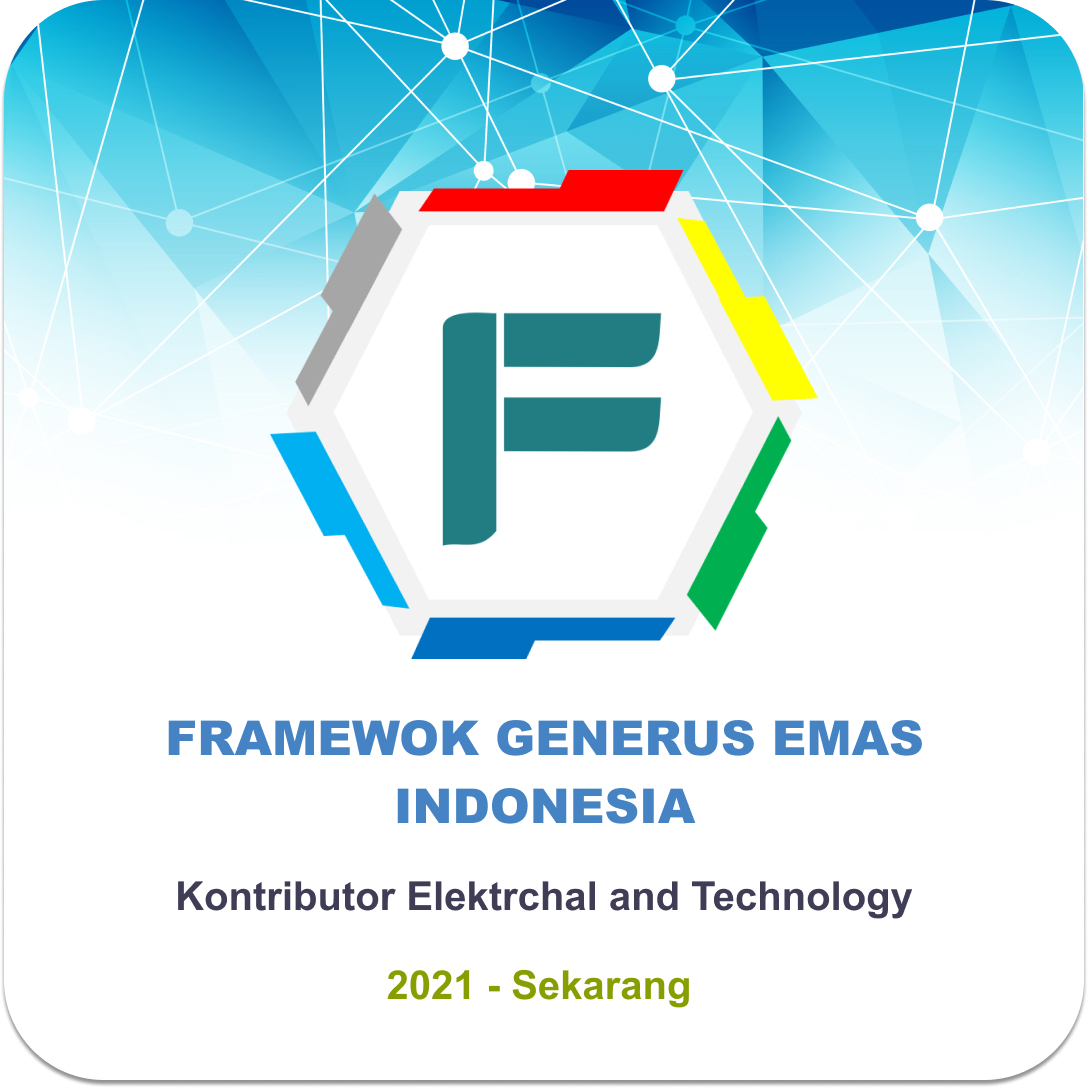 F
FRAMEWOK GENERUS EMAS
INDONESIA
Kontributor Elektrchal and Technology
2021 - Sekarang